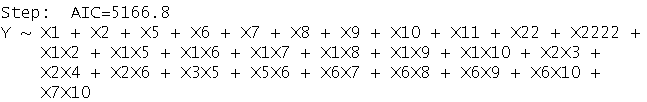 Step:  AIC=5166.8
Y ~ X1 + X2 + X5 + X6 + X7 + X8 + X9 + X10 + X11 + X22 + X2222 +
X1X2 + X1X5 + X1X6 + X1X7 + X1X8 + X1X9 + X1X10 + X2X3 +
X2X4 + X2X6 + X3X5 + X5X6 + X6X7 + X6X8 + X6X9 + X6X10 +
X7X10